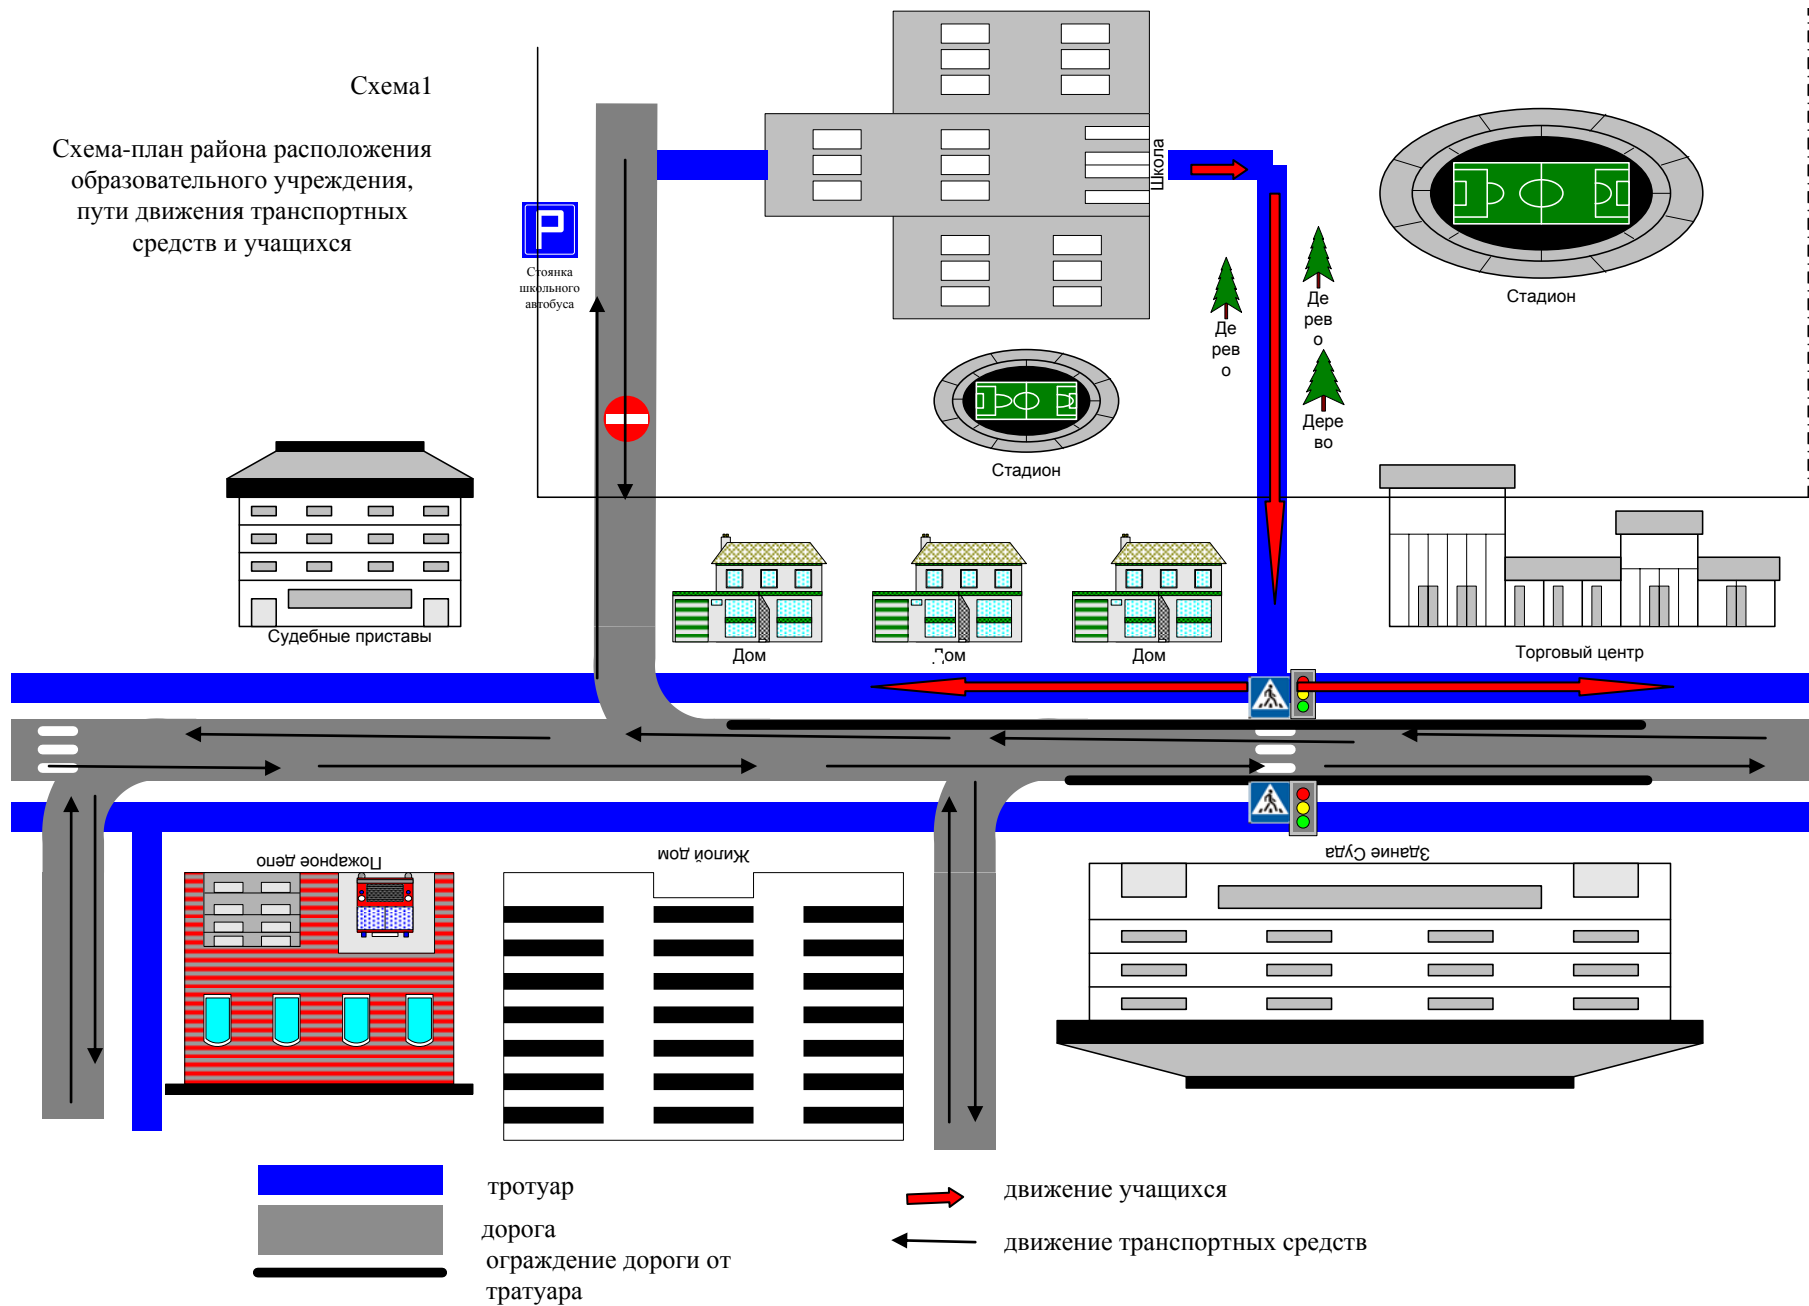 Схема1
Схема-план района расположения
образовательного учреждения,
пути движения транспортных
средств и учащихся
P
Стоянка
школьного
автобуса
Школа
Стадион
Де
рев
о
Де
рев
о
Дере
во
Стадион
Судебные приставы
Дом
Дом
Дом
Торговый центр
Пожарное депо
Жилой дом
Здание Суда
тротуар
дорога
ограждение дороги от
тратуара
движение учащихся
движение транспортных средств